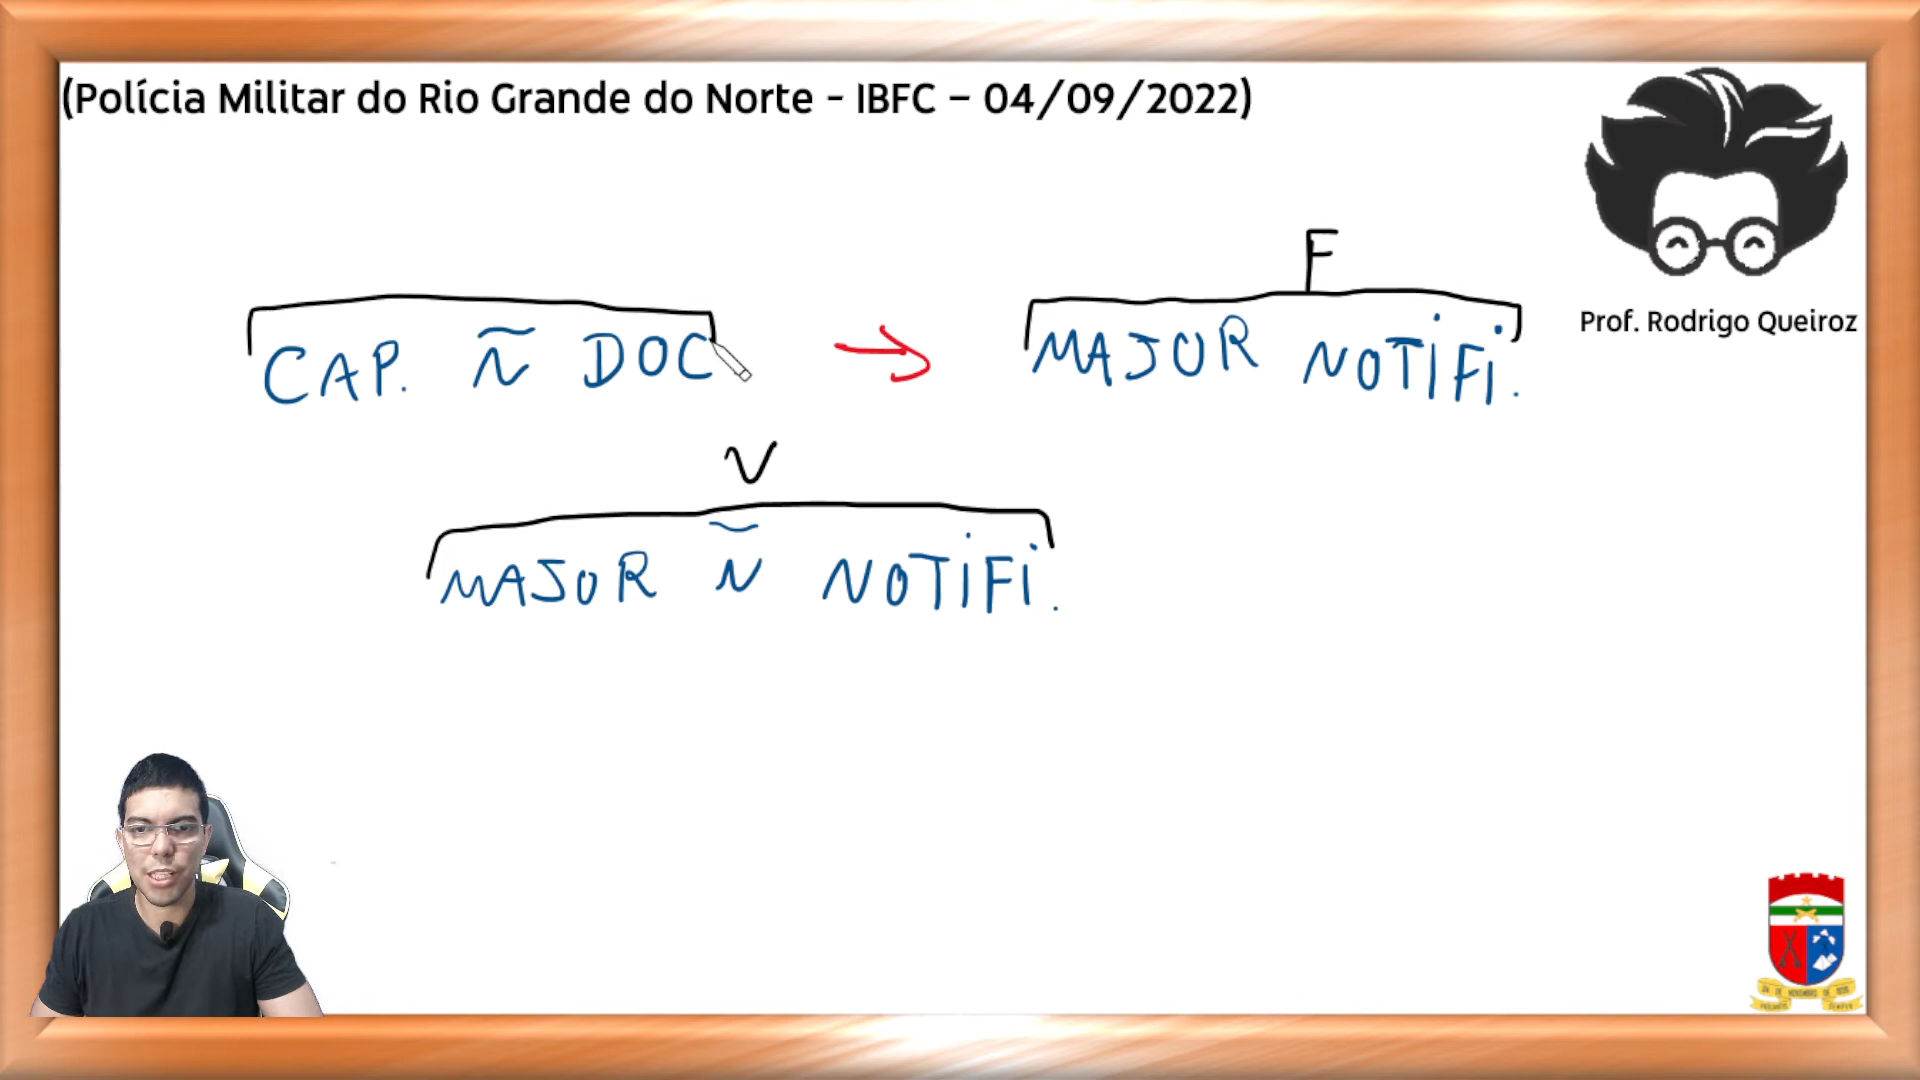 (Polícia Militar do Rio Grande do Norte - IBFC – 04/09/2022)
F
Prof. Rodrigo Queiroz
CAP. Ñ DOC → MAJOR NOTIFI.
V
MAJOR Ñ NOTIFI.